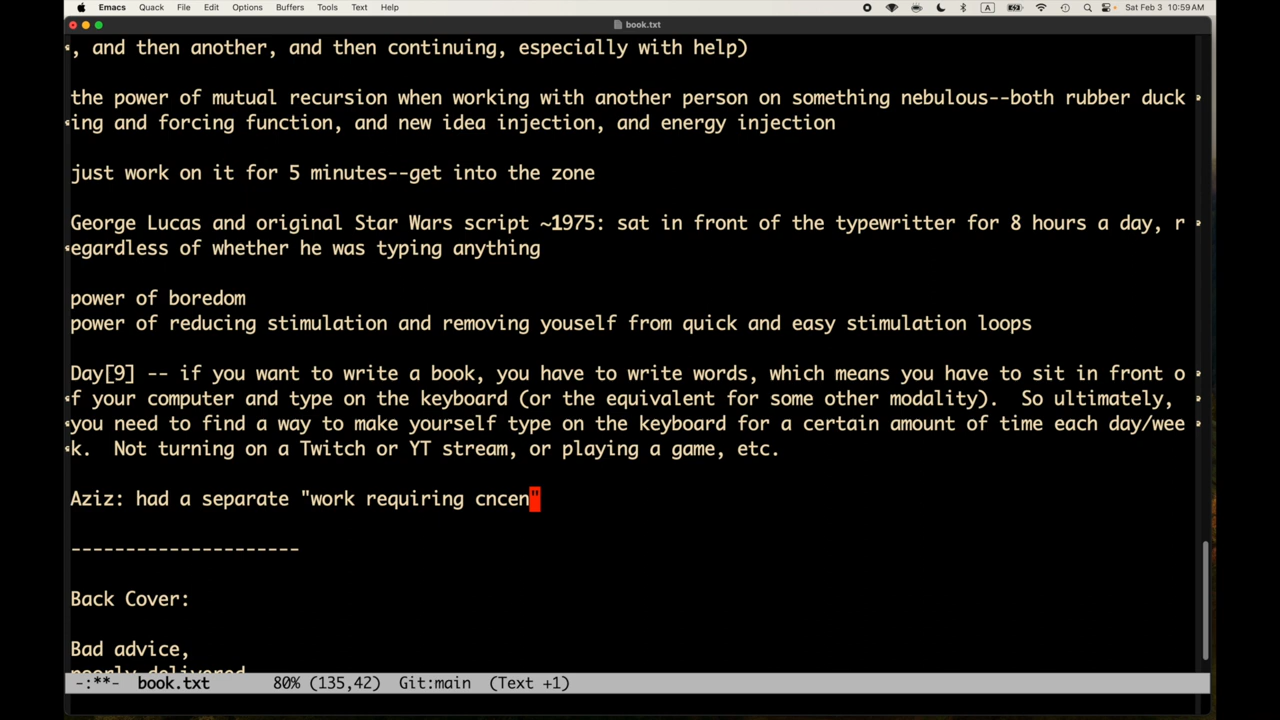 Emacs Quack File Edit Options Buffers Tools Text Help A Sat Feb 3 10:59 AM
book.txt
, and then another, and then continuing, especially with help)
the power of mutual recursion when working with another person on something nebulous--both rubber duck
ing and forcing function, and new idea injection, and energy injection
just work on it for 5 minutes--get into the zone
George Lucas and original Star Wars script ~1975: sat in front of the typewritter for 8 hours a day, r
egardless of whether he was typing anything
power of boredom
power of reducing stimulation and removing youself from quick and easy stimulation loops
Day[9] -- if you want to write a book, you have to write words, which means you have to sit in front o
f your computer and type on the keyboard (or the equivalent for some other modality).  So ultimately,
you need to find a way to make yourself type on the keyboard for a certain amount of time each day/wee
k.  Not turning on a Twitch or YT stream, or playing a game, etc.
Aziz: had a separate "work requiring cncen"
---------------------
Back Cover:
Bad advice,
poorly delivered
-:**-  book.txt      80% (135,42)  Git:main  (Text +1)